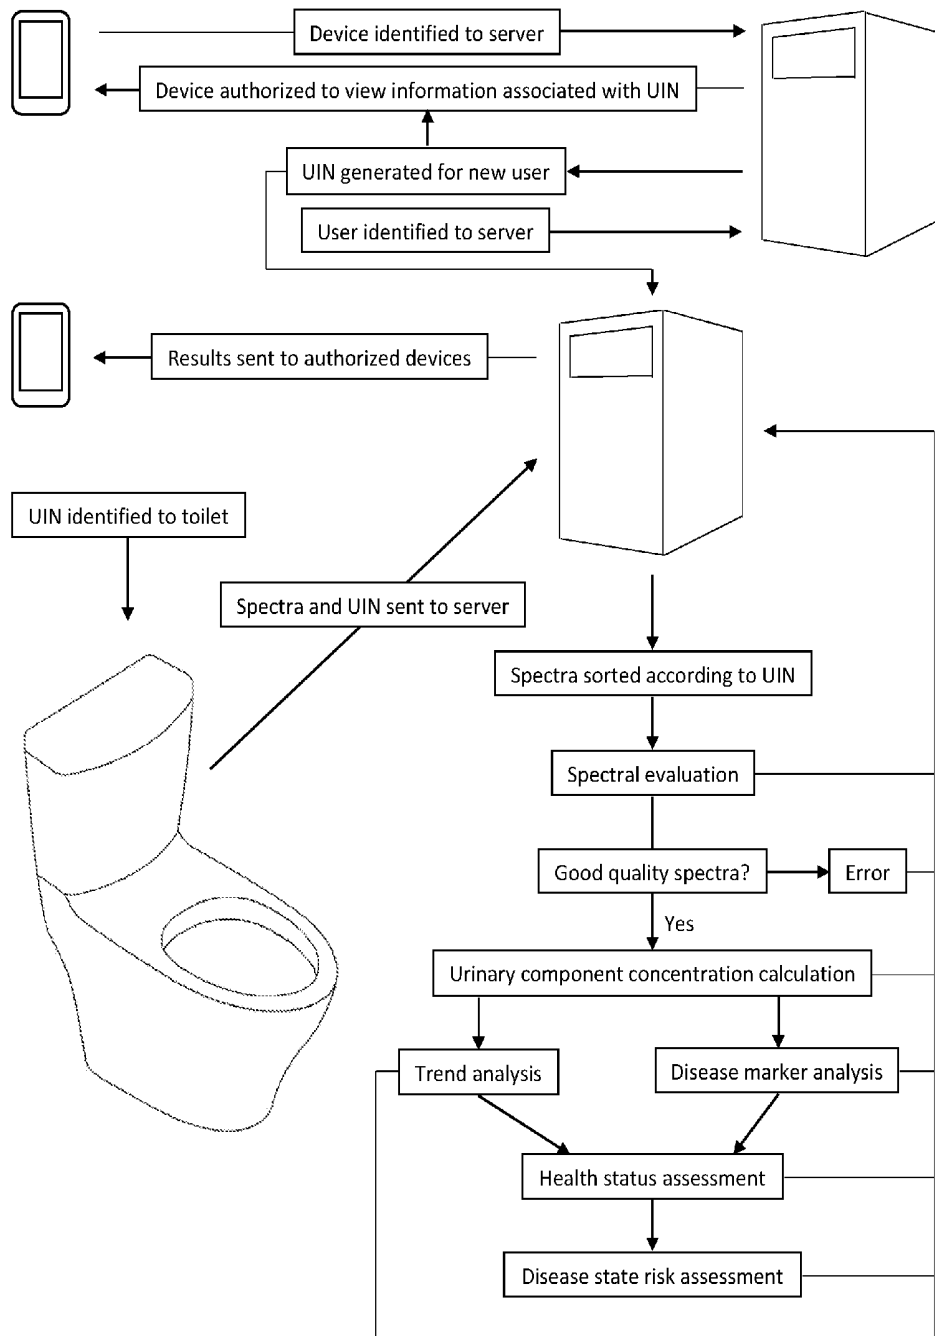 Device identified to server
Device authorized to view information associated with UIN
UIN generated for new user
User identified to server
Results sent to authorized devices
UIN identified to toilet
Spectra and UIN sent to server
Spectra sorted according to UIN
Spectral evaluation
Good quality spectra?
Error
Yes
Urinary component concentration calculation
Trend analysis
Disease marker analysis
Health status assessment
Disease state risk assessment